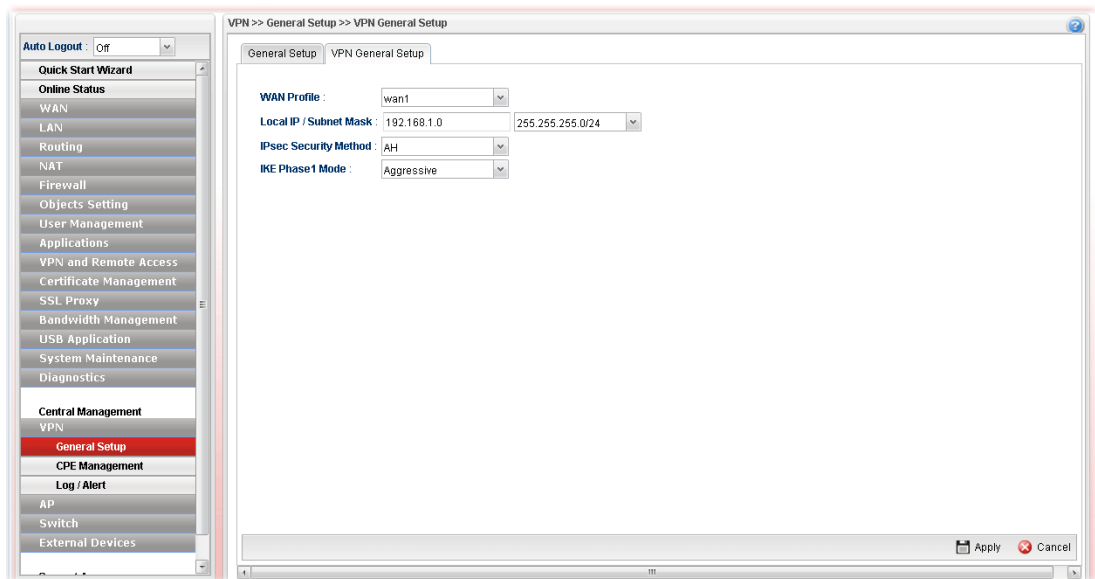 VPN >> General Setup >> VPN General Setup
Auto Logout : Off
Quick Start Wizard
Online Status
WAN
LAN
Routing
NAT
Firewall
Objects Setting
User Management
Applications
VPN and Remote Access
Certificate Management
SSL Proxy
Bandwidth Management
USB Application
System Maintenance
Diagnostics
Central Management
VPN
General Setup
CPE Management
Log / Alert
AP
Switch
External Devices
General Setup VPN General Setup
WAN Profile : wan1
Local IP / Subnet Mask : 192.168.1.0 255.255.255.0/24
IPsec Security Method : AH
IKE Phase1 Mode : Aggressive
Apply Cancel